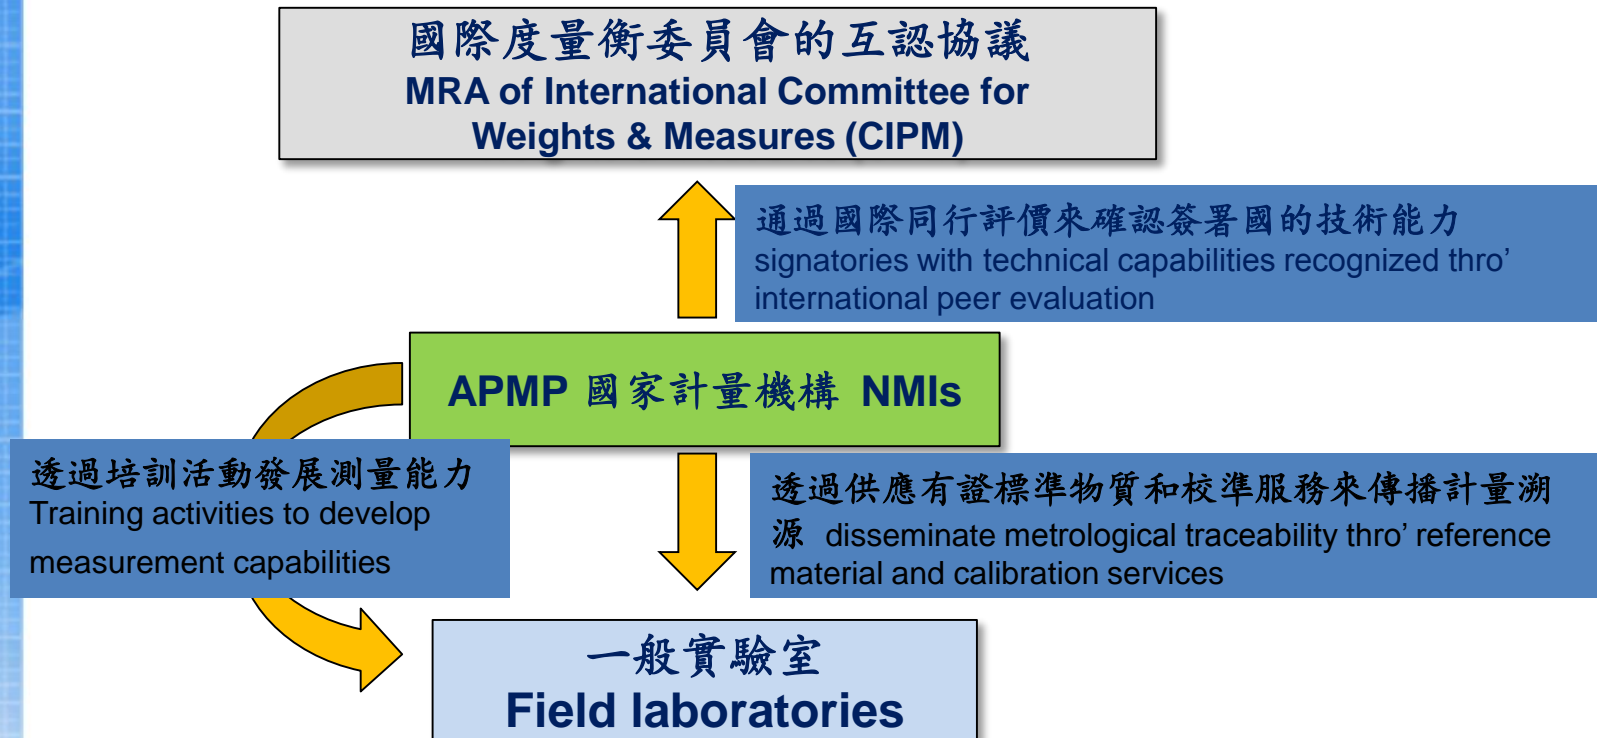 國際度量衡委員會的互認協議
MRA of International Committee for
Weights & Measures (CIPM)
通過國際同行評價來確認簽署國的技術能力
signatories with technical capabilities recognized thro’
international peer evaluation
APMP 國家計量機構 NMIs
透過培訓活動發展測量能力
Training activities to develop
measurement capabilities
透過供應有證標準物質和校準服務來傳播計量溯
源 disseminate metrological traceability thro’ reference
material and calibration services
一般實驗室
Field laboratories